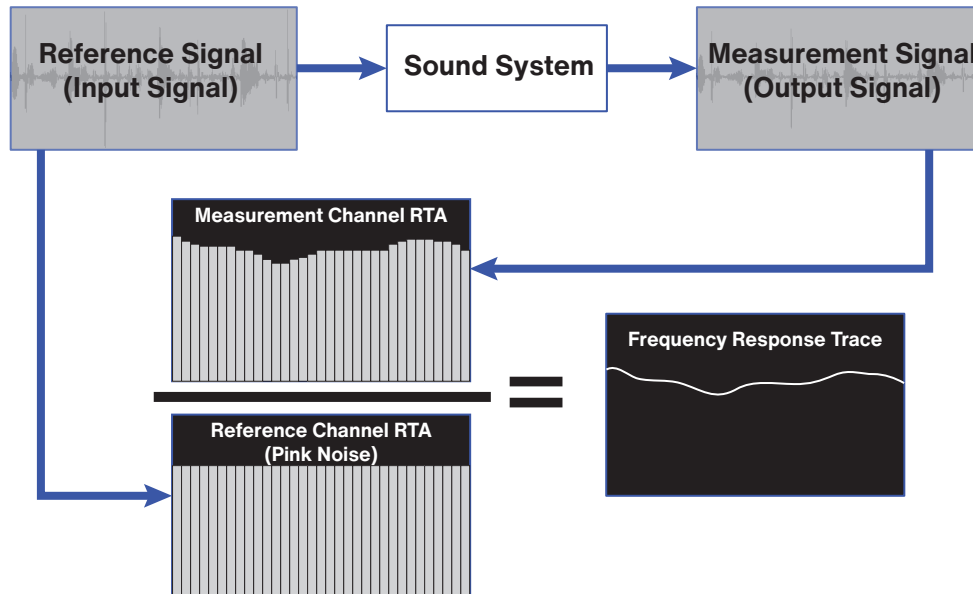 Reference Signal
(Input Signal)
Sound System
Measurement Signal
(Output Signal)
Measurement Channel RTA
Frequency Response Trace
Reference Channel RTA
(Pink Noise)